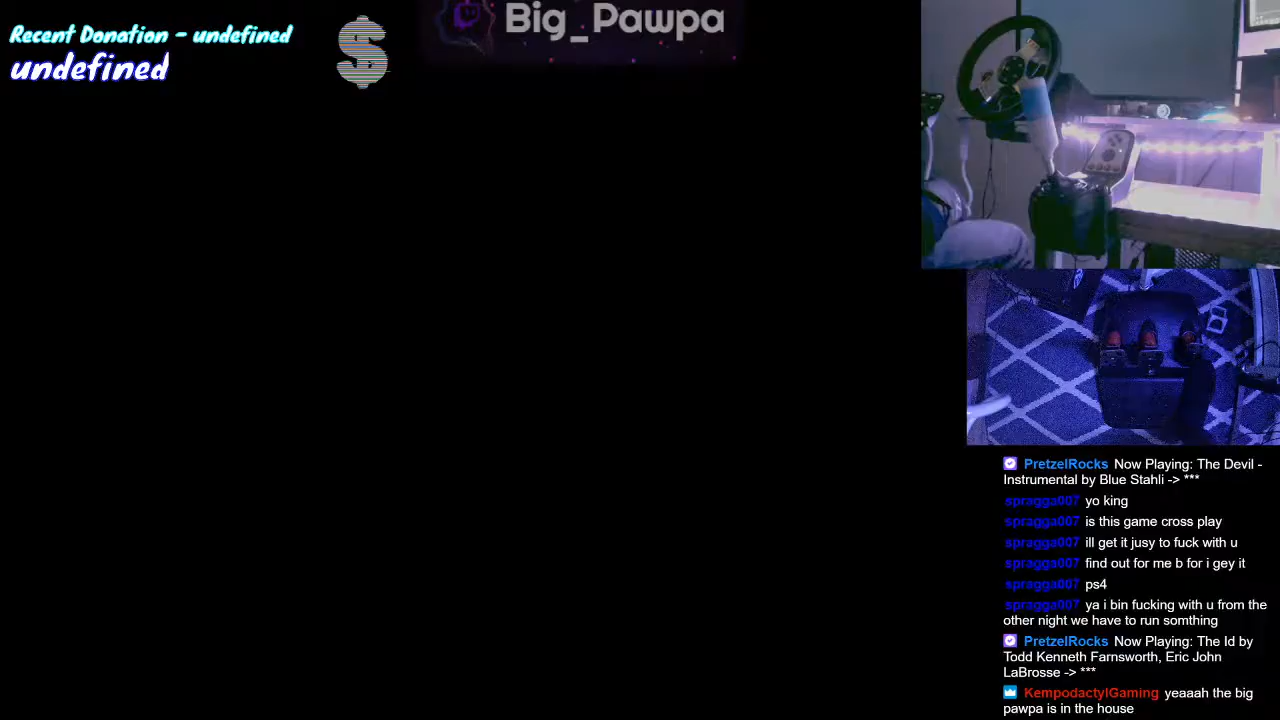 Recent Donation - undefined
undefined
Big_Pawpa
PretzelRocks Now Playing: The Devil -
Instrumental by Blue Stahli -> ***
spragga007 yo king
spragga007 is this game cross play
spragga007 ill get it jusy to fuck with u
spragga007 find out for me b for i gey it
spragga007 ps4
spragga007 ya i bin fucking with u from the
other night we have to run somthing
PretzelRocks Now Playing: The Id by
Todd Kenneth Farnsworth, Eric John
LaBrosse -> ***
KempodactylGaming yeaaah the big
pawpa is in the house